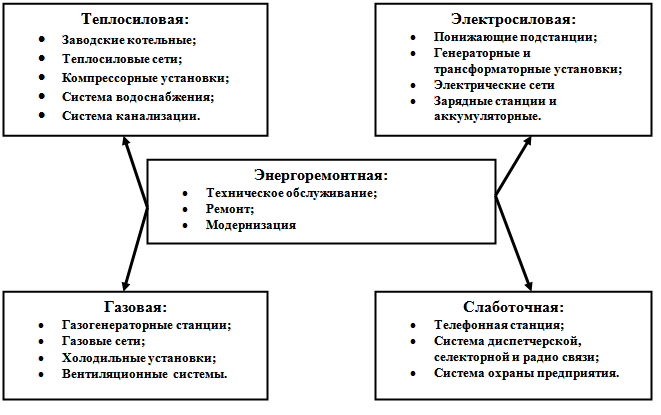 Теплосиловая:
• Заводские котельные;
• Теплосиловые сети;
• Компрессорные установки;
• Система водоснабжения;
• Система канализации.
Электросиловая:
• Понижающие подстанции;
• Генераторные и
трансформаторные установки;
• Электрические сети
• Зарядные станции и
аккумуляторные.
Энергоремонтная:
• Техническое обслуживание;
• Ремонт;
• Модернизация
Газовая:
• Газогенераторные станции;
• Газовые сети;
• Холодильные установки;
• Вентиляционные системы.
Слаботочная:
• Телефонная станция;
• Система диспетчерской,
селекторной и радио связи;
• Система охраны предприятия.